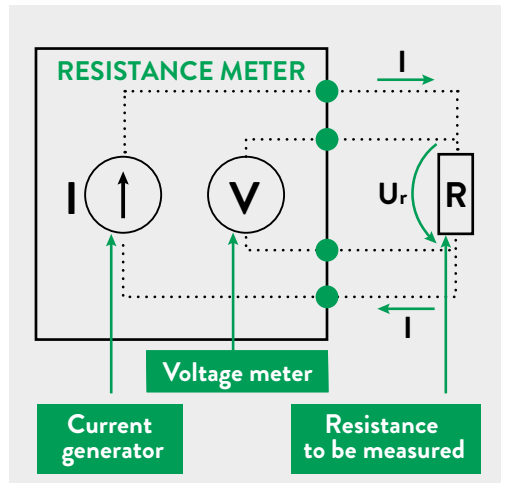 RESISTANCE METER
I
I
V
Ur
R
I
Voltage meter
Current
generator
Resistance
to be measured